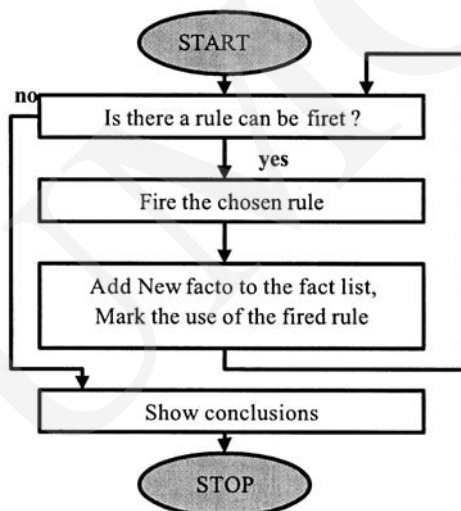 START
no
Is there a rule can be firet ?
yes
Fire the chosen rule
Add New facto to the fact list,
Mark the use of the fired rule
Show conclusions
STOP